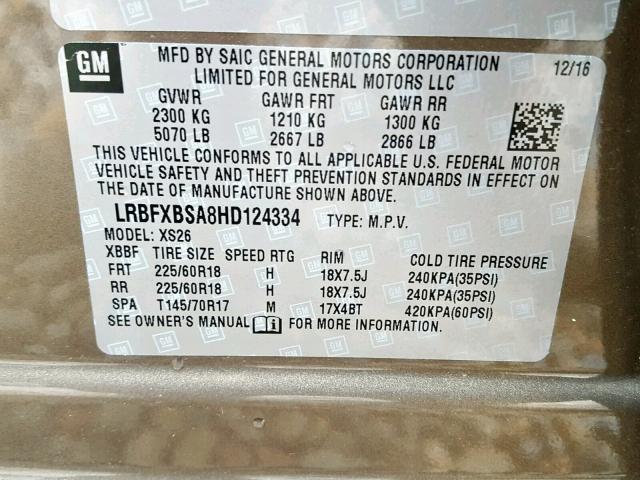 GM
MFD BY SAIC GENERAL MOTORS CORPORATION
LIMITED FOR GENERAL MOTORS LLC
12/16
GVWR GAWR FRT GAWR RR
2300 KG 1210 KG 1300 KG
5070 LB 2667 LB 2866 LB
THIS VEHICLE CONFORMS TO ALL APPLICABLE U.S. FEDERAL MOTOR
VEHICLE SAFETY AND THEFT PREVENTION STANDARDS IN EFFECT ON
THE DATE OF MANUFACTURE SHOWN ABOVE.
LRBFXBSA8HD124334 TYPE: M.P.V.
MODEL: XS26
XBBF TIRE SIZE SPEED RTG RIM COLD TIRE PRESSURE
FRT 225/60R18 H 18X7.5J 240KPA(35PSI)
RR 225/60R18 H 18X7.5J 240KPA(35PSI)
SPA T145/70R17 M 17X4BT 420KPA(60PSI)
SEE OWNER'S MANUAL FOR MORE INFORMATION.